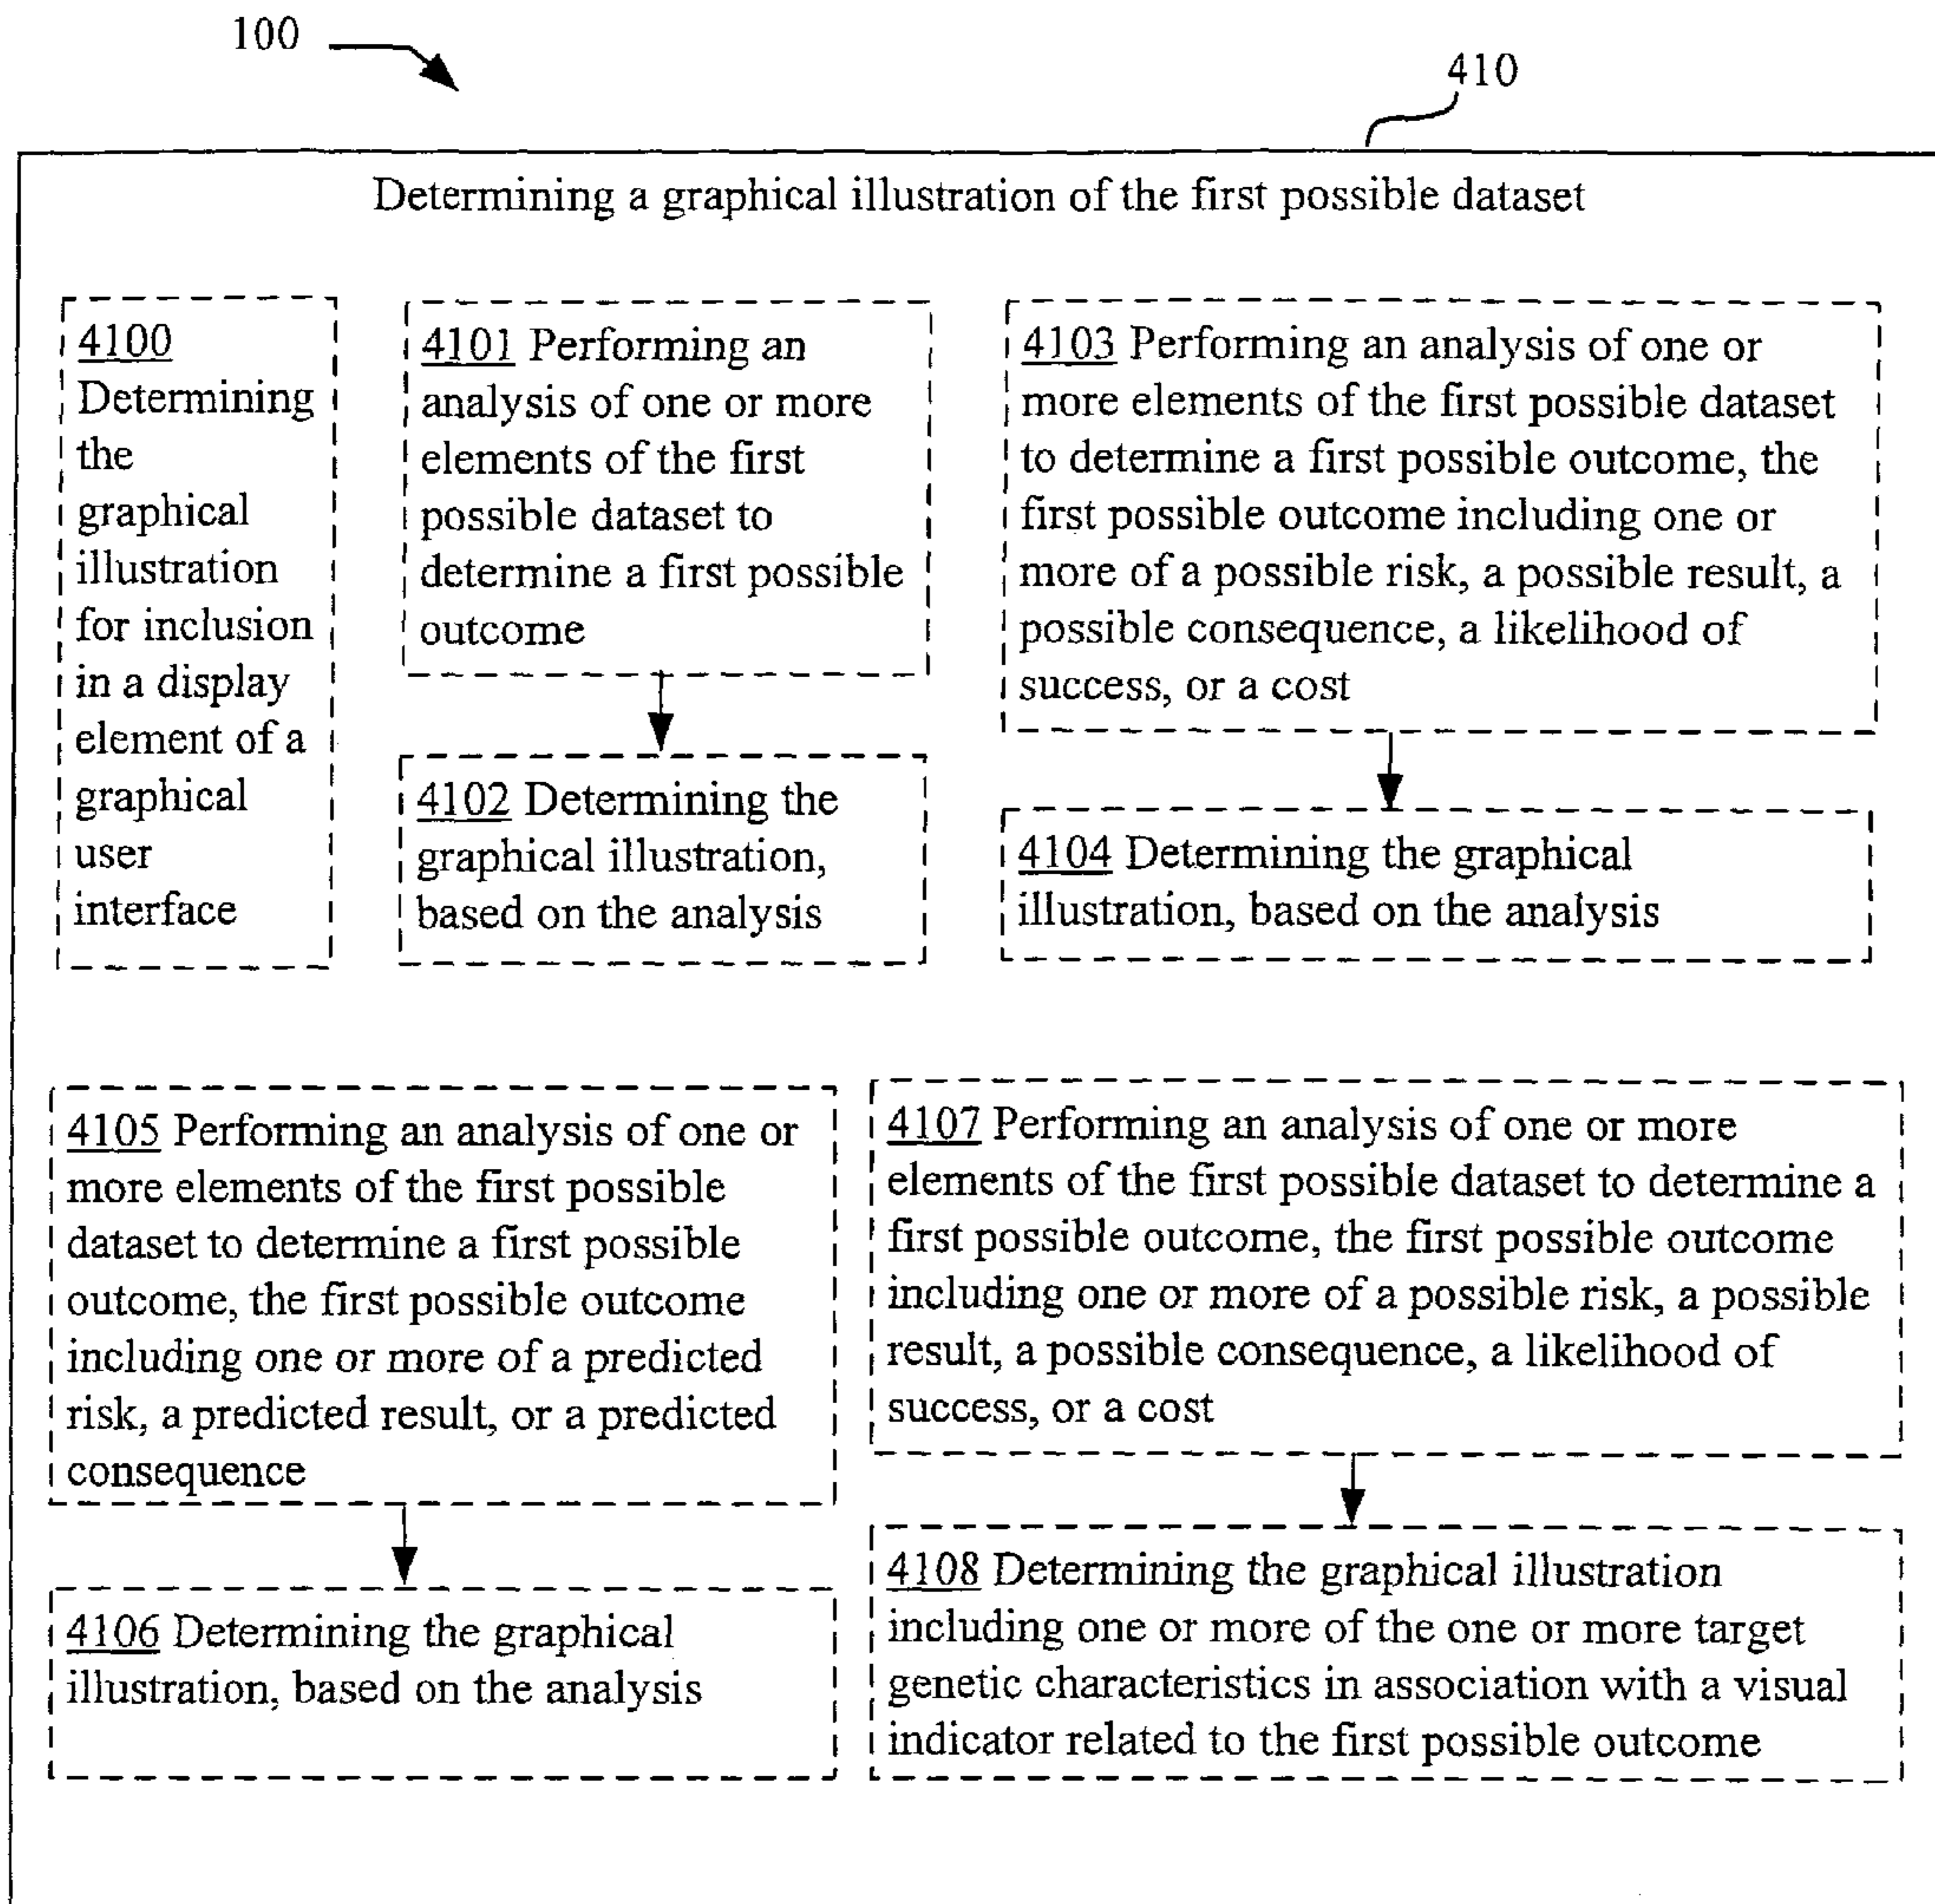 100
410
Determining a graphical illustration of the first possible dataset
4100
Determining
the
graphical
illustration
for inclusion
in a display
element of a
graphical
user
interface
4101 Performing an
analysis of one or more
elements of the first
possible dataset to
determine a first possible
outcome
4102 Determining the
graphical illustration,
based on the analysis
4103 Performing an analysis of one or
more elements of the first possible dataset
to determine a first possible outcome, the
first possible outcome including one or
more of a possible risk, a possible result, a
possible consequence, a likelihood of
success, or a cost
4104 Determining the graphical
illustration, based on the analysis
4105 Performing an analysis of one or
more elements of the first possible
dataset to determine a first possible
outcome, the first possible outcome
including one or more of a predicted
risk, a predicted result, or a predicted
consequence
4106 Determining the graphical
illustration, based on the analysis
4107 Performing an analysis of one or more
elements of the first possible dataset to determine a
first possible outcome, the first possible outcome
including one or more of a possible risk, a possible
result, a possible consequence, a likelihood of
success, or a cost
4108 Determining the graphical illustration
including one or more of the one or more target
genetic characteristics in association with a visual
indicator related to the first possible outcome